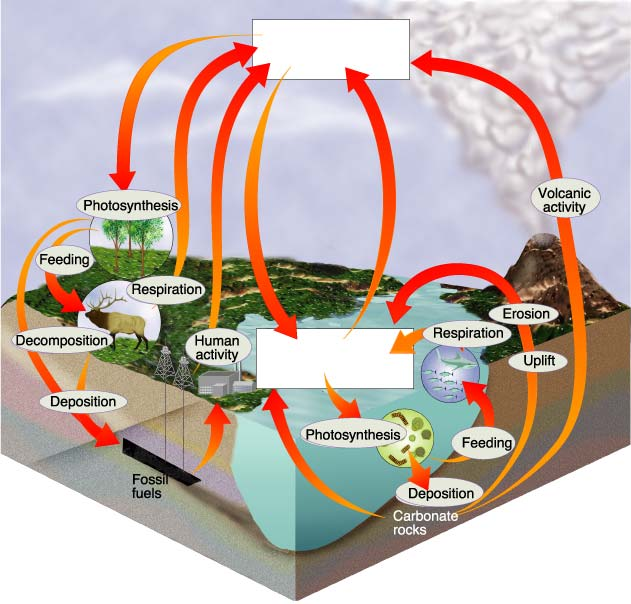 Photosynthesis
Volcanic
activity
Feeding
Respiration
Erosion
Respiration
Decomposition
Human
activity
Uplift
Deposition
Photosynthesis
Feeding
Fossil
fuels
Deposition
Carbonate
rocks